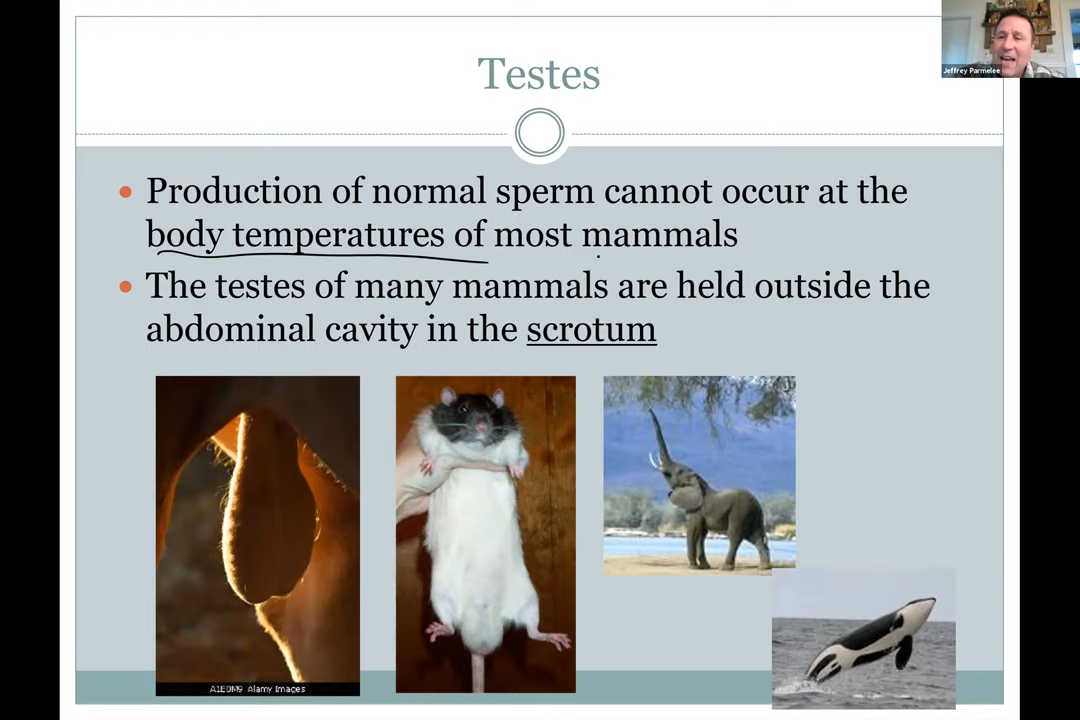 Testes
Jeffrey Parmelee
Production of normal sperm cannot occur at the
body temperatures of most mammals
The testes of many mammals are held outside the
abdominal cavity in the scrotum
A1E0M9 Alamy Images